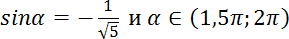 sinα = −1/√5 и α ∈ (1,5π; 2π)